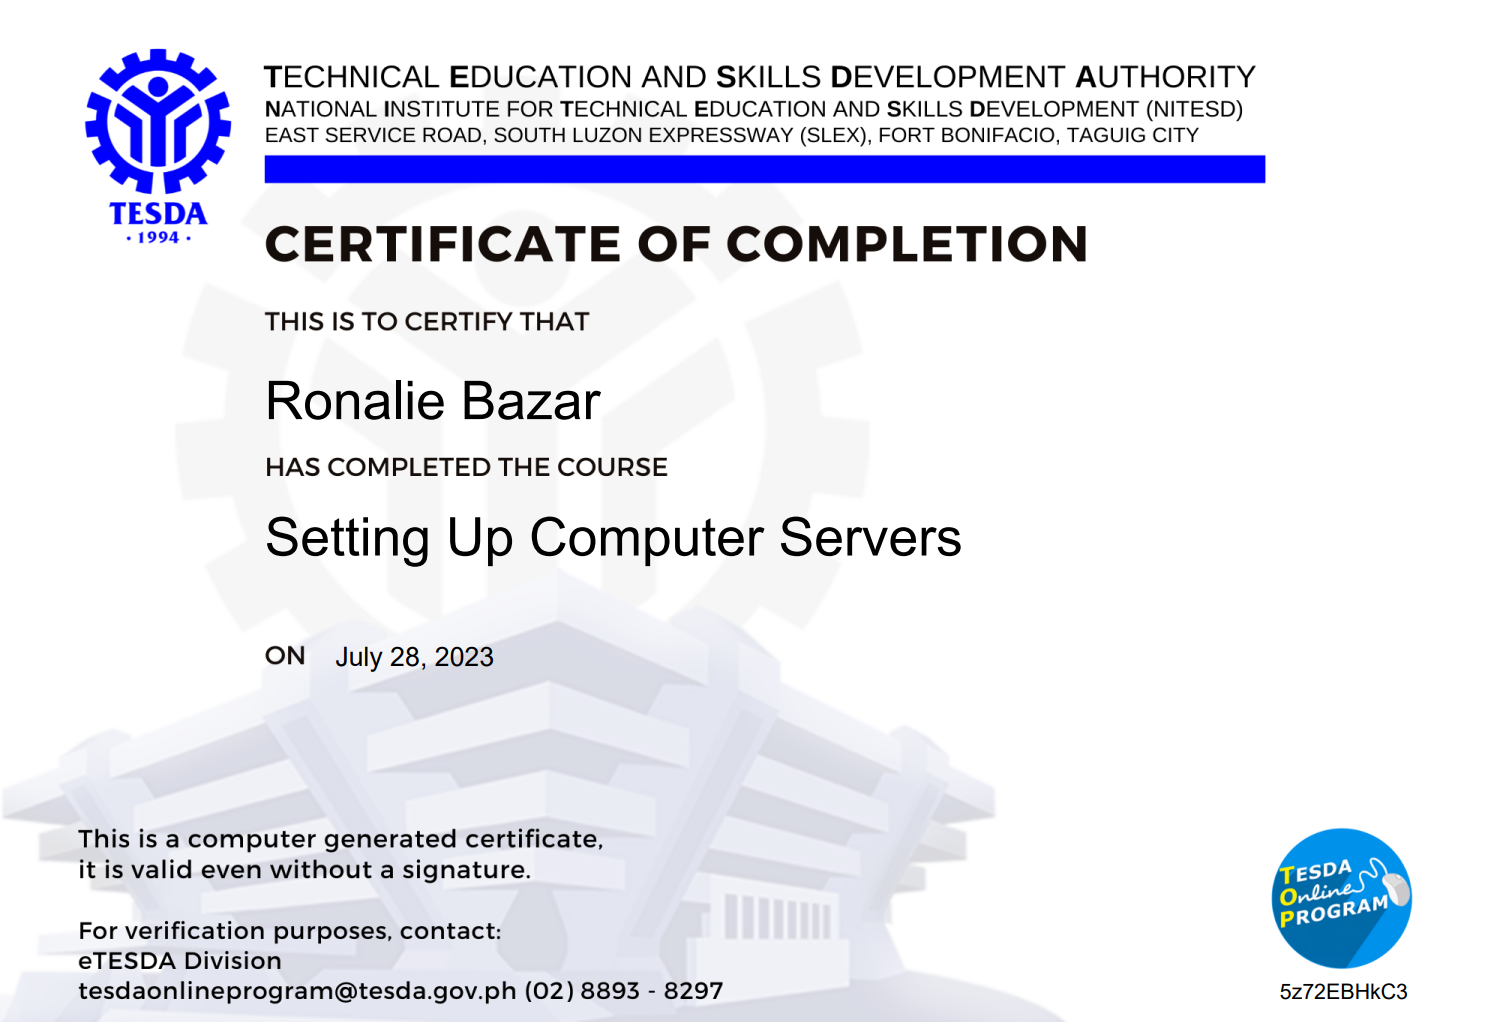 TESDA
· 1994 ·
TECHNICAL EDUCATION AND SKILLS DEVELOPMENT AUTHORITY
NATIONAL INSTITUTE FOR TECHNICAL EDUCATION AND SKILLS DEVELOPMENT (NITESD)
EAST SERVICE ROAD, SOUTH LUZON EXPRESSWAY (SLEX), FORT BONIFACIO, TAGUIG CITY
CERTIFICATE OF COMPLETION
THIS IS TO CERTIFY THAT
Ronalie Bazar
HAS COMPLETED THE COURSE
Setting Up Computer Servers
ON July 28, 2023
This is a computer generated certificate,
it is valid even without a signature.
For verification purposes, contact:
eTESDA Division
tesdaonlineprogram@tesda.gov.ph (02) 8893 - 8297
TESDA
Online
PROGRAM
5z72EBHkC3